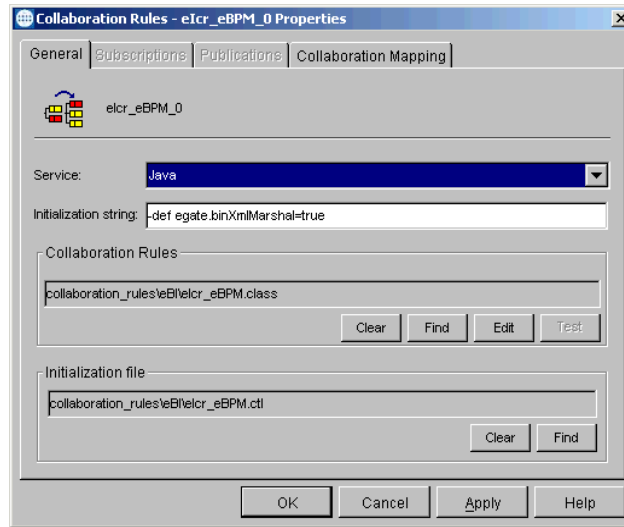 Collaboration Rules - eIcr_eBPM_0 Properties
General Subscriptions Publications Collaboration Mapping
eIcr_eBPM_0
Service: Java
Initialization string: -def egate.binXmlMarshal=true
Collaboration Rules
collaboration_rules\eBI\eIcr_eBPM.class
Clear Find Edit Test
Initialization file
collaboration_rules\eBI\eIcr_eBPM.ctl
Clear Find
OK Cancel Apply Help